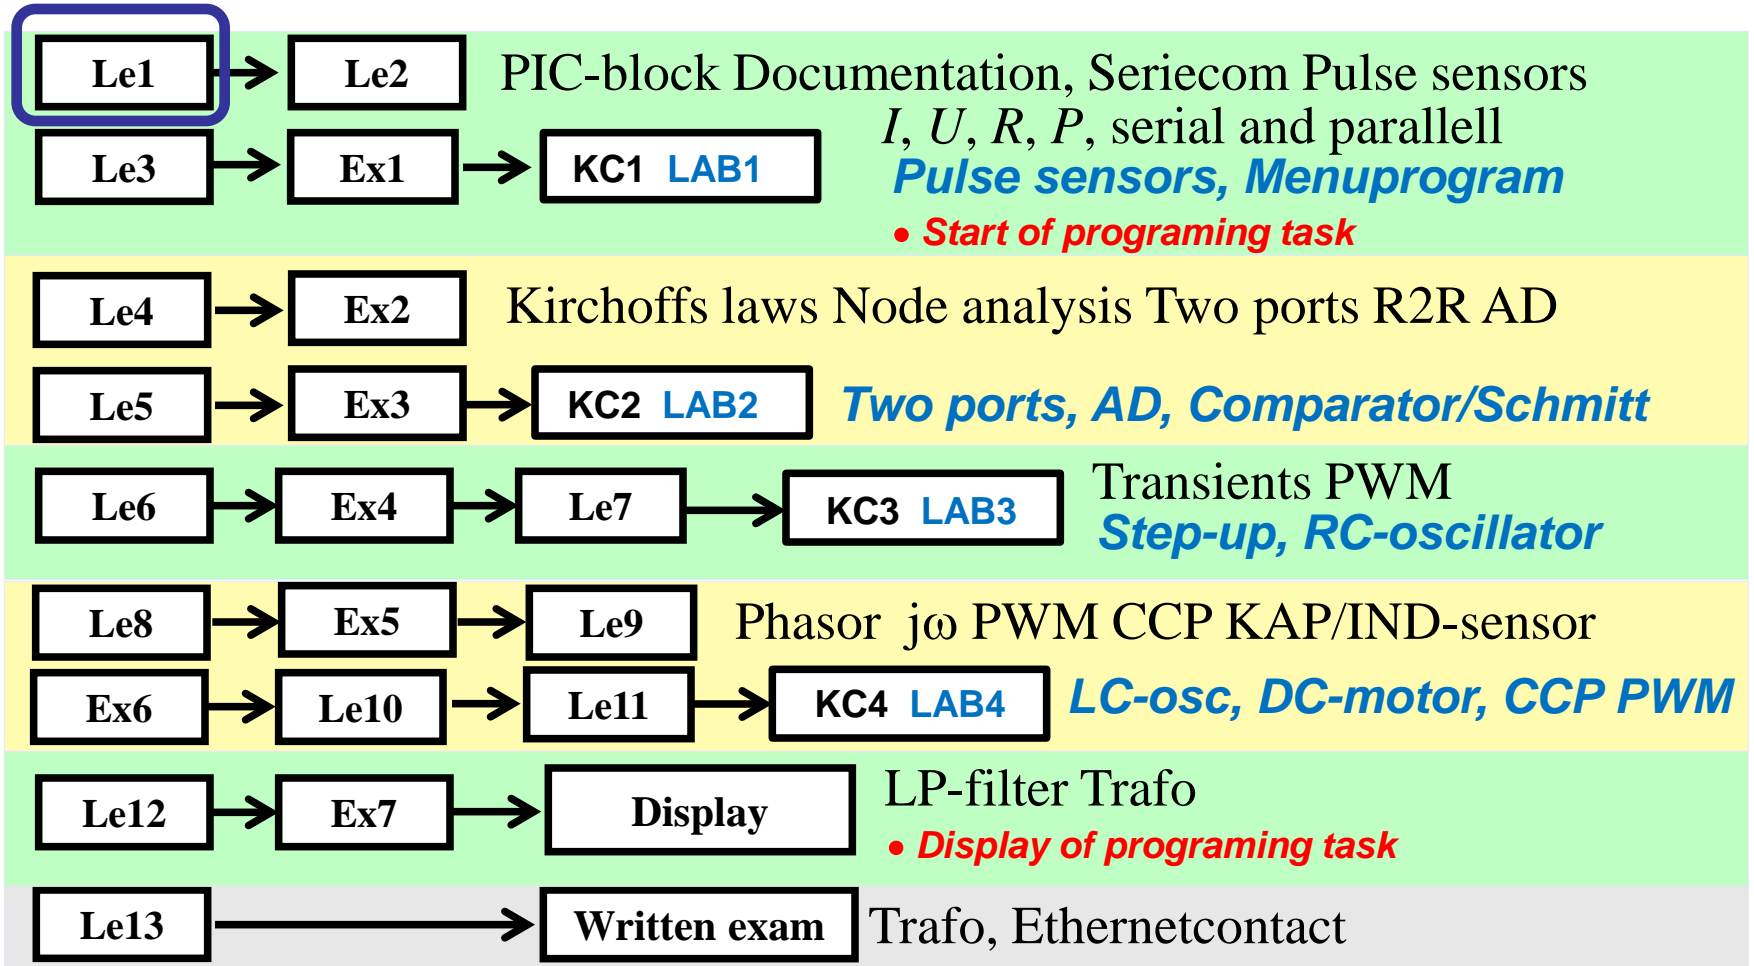 Le1 Le2 PIC-block Documentation, Seriecom Pulse sensors
I, U, R, P, serial and parallell
Le3 Ex1 KC1 LAB1 Pulse sensors, Menuprogram
• Start of programing task
Le4 Ex2 Kirchoffs laws Node analysis Two ports R2R AD
Le5 Ex3 KC2 LAB2 Two ports, AD, Comparator/Schmitt
Le6 Ex4 Le7 KC3 LAB3 Transients PWM
Step-up, RC-oscillator
Le8 Ex5 Le9 Phasor jω PWM CCP KAP/IND-sensor
Ex6 Le10 Le11 KC4 LAB4 LC-osc, DC-motor, CCP PWM
Le12 Ex7 Display LP-filter Trafo
• Display of programing task
Le13 Written exam Trafo, Ethernetcontact